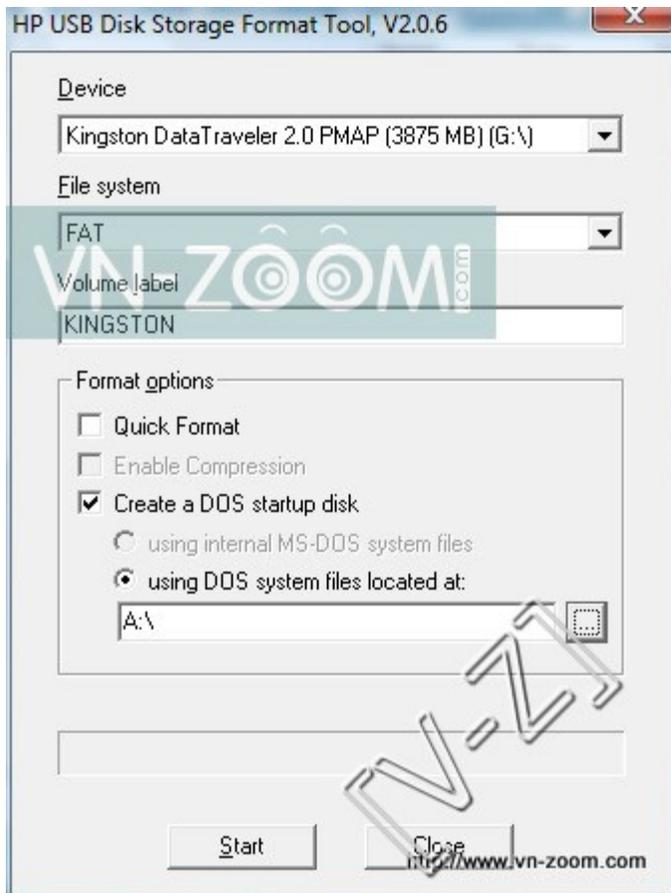 HP USB Disk Storage Format Tool, V2.0.6
X
Device
Kingston DataTraveler 2.0 PMAP (3875 MB) (G:\)
File system
FAT
VN-ZOOM.com
Volume label
KINGSTON
Format options
Quick Format
Enable Compression
Create a DOS startup disk
using internal MS-DOS system files
using DOS system files located at:
A:\
...
[V-Z]
Start
Close
http://www.vn-zoom.com